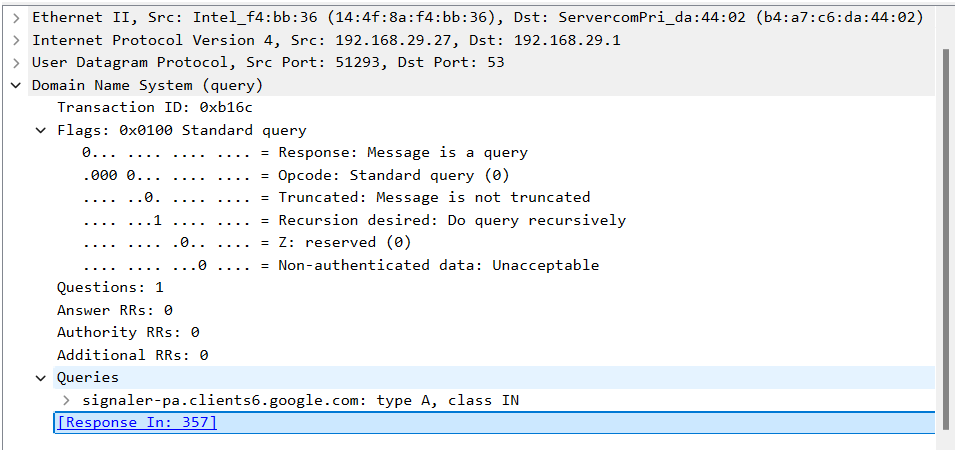 Ethernet II, Src: Intel_f4:bb:36 (14:4f:8a:f4:bb:36), Dst: ServercomPri_da:44:02 (b4:a7:c6:da:44:02)
Internet Protocol Version 4, Src: 192.168.29.27, Dst: 192.168.29.1
User Datagram Protocol, Src Port: 51293, Dst Port: 53
Domain Name System (query)
Transaction ID: 0xb16c
Flags: 0x0100 Standard query
0... .... .... .... = Response: Message is a query
.000 0... .... .... = Opcode: Standard query (0)
.... ..0. .... .... = Truncated: Message is not truncated
.... ...1 .... .... = Recursion desired: Do query recursively
.... .... .0.. .... = Z: reserved (0)
.... .... ...0 .... = Non-authenticated data: Unacceptable
Questions: 1
Answer RRs: 0
Authority RRs: 0
Additional RRs: 0
Queries
signaler-pa.clients6.google.com: type A, class IN
[Response In: 357]